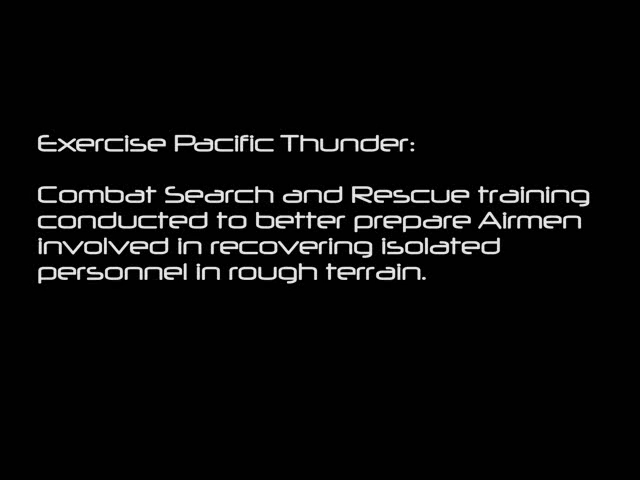 Exercise Pacific Thunder:
Combat Search and Rescue training
conducted to better prepare Airmen
involved in recovering isolated
personnel in rough terrain.